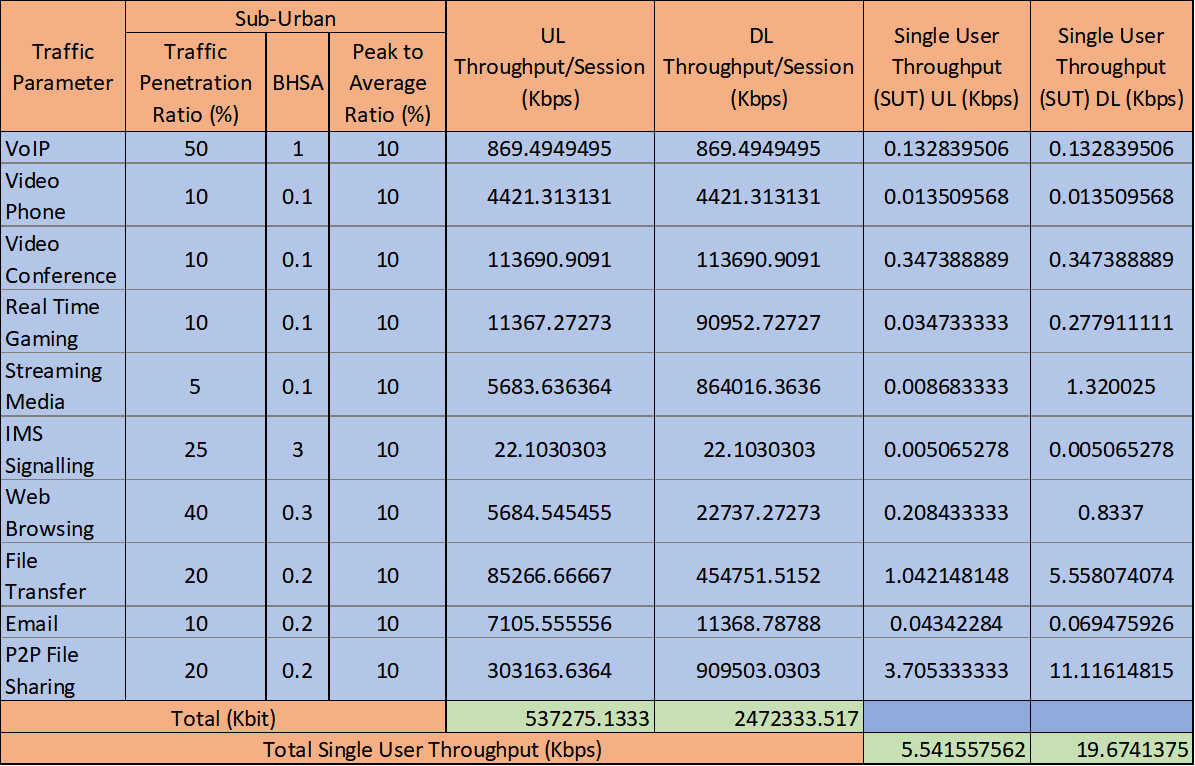 Traffic Parameter
Sub-Urban
Traffic Penetration Ratio (%)
BHSA
Peak to Average Ratio (%)
UL Throughput/Session (Kbps)
DL Throughput/Session (Kbps)
Single User Throughput (SUT) UL (Kbps)
Single User Throughput (SUT) DL (Kbps)
VoIP 50 1 10 869.4949495 869.4949495 0.132839506 0.132839506
Video Phone 10 0.1 10 4421.313131 4421.313131 0.013509568 0.013509568
Video Conference 10 0.1 10 113690.9091 113690.9091 0.347388889 0.347388889
Real Time Gaming 10 0.1 10 11367.27273 90952.72727 0.034733333 0.277911111
Streaming Media 5 0.1 10 5683.636364 864016.3636 0.008683333 1.320025
IMS Signalling 25 3 10 22.1030303 22.1030303 0.005065278 0.005065278
Web Browsing 40 0.3 10 5684.545455 22737.27273 0.208433333 0.8337
File Transfer 20 0.2 10 85266.66667 454751.5152 1.042148148 5.558074074
Email 10 0.2 10 7105.555556 11368.78788 0.04342284 0.069475926
P2P File Sharing 20 0.2 10 303163.6364 909503.0303 3.705333333 11.11614815
Total (Kbit) 537275.1333 2472333.517
Total Single User Throughput (Kbps) 5.541557562 19.6741375